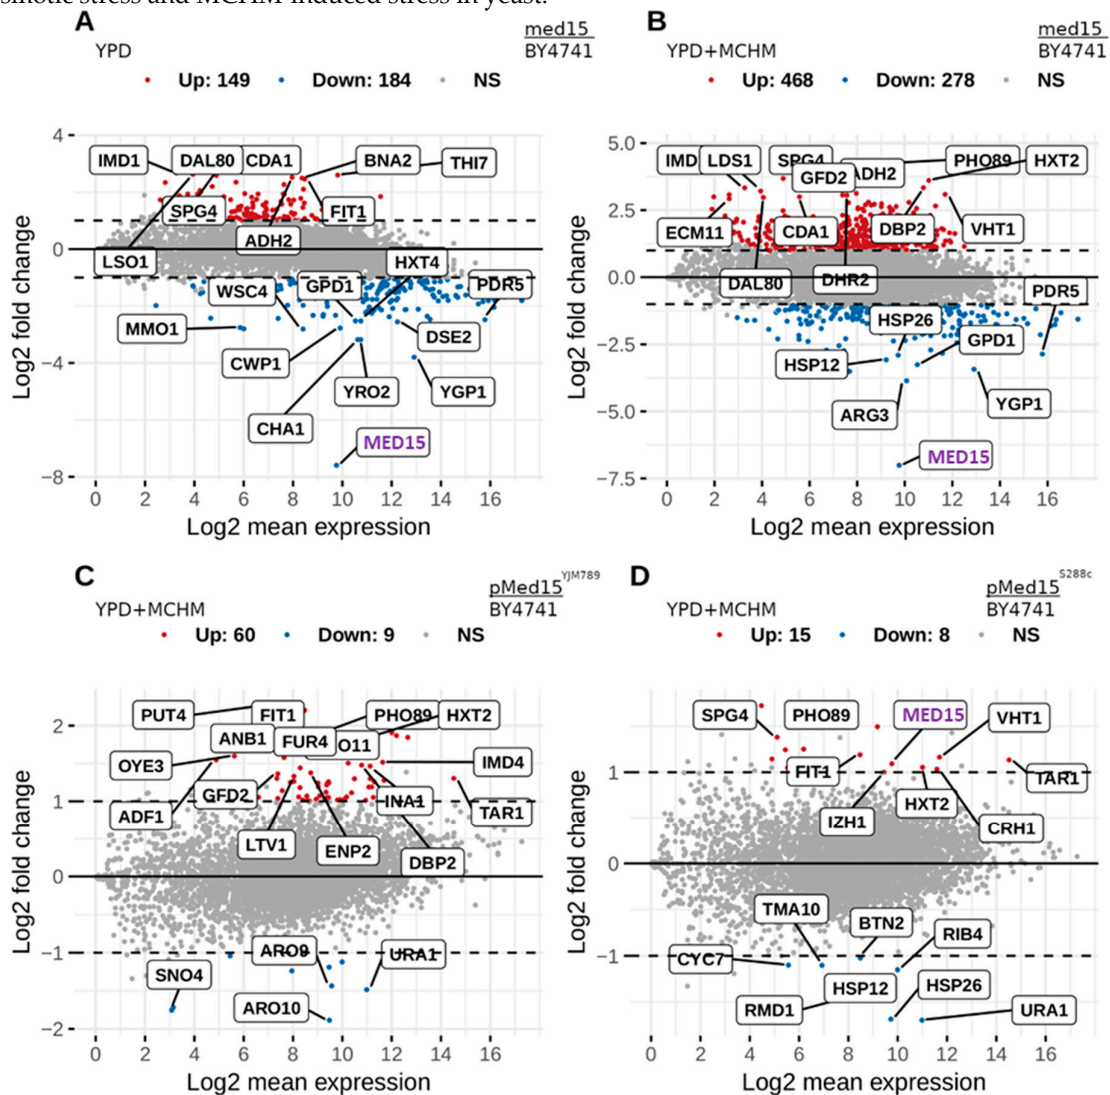 smotic stress and MCHM induced stress in yeast.
A
YPD
med15
BY4741
Up: 149 Down: 184 NS
4
0
−4
−8
Log2 fold change
IMD1
DAL80
CDA1
BNA2
THI7
SPG4
FIT1
ADH2
LSO1
HXT4
WSC4
GPD1
PDR5
MMO1
DSE2
CWP1
YRO2
YGP1
CHA1
MED15
0 2 4 6 8 10 12 14 16
Log2 mean expression
B
YPD+MCHM
med15
BY4741
Up: 468 Down: 278 NS
5.0
2.5
0.0
−2.5
−5.0
−7.5
Log2 fold change
IMD
LDS1
SPG4
ADH2
PHO89
HXT2
GFD2
ECM11
CDA1
DBP2
VHT1
DAL80
DHR2
PDR5
HSP26
GPD1
HSP12
ARG3
YGP1
MED15
0 2 4 6 8 10 12 14 16
Log2 mean expression
C
YPD+MCHM
pMed15YJM789
BY4741
Up: 60 Down: 9 NS
2
1
0
−1
−2
Log2 fold change
PUT4
FIT1
PHO89
HXT2
ANB1
FUR4
O11
OYE3
IMD4
GFD2
INA1
ADF1
TAR1
LTV1
ENP2
DBP2
ARO9
URA1
SNO4
ARO10
0 2 4 6 8 10 12 14 16
Log2 mean expression
D
YPD+MCHM
pMed15S288c
BY4741
Up: 15 Down: 8 NS
1
0
−1
Log2 fold change
SPG4
PHO89
MED15
VHT1
FIT1
TAR1
IZH1
HXT2
CRH1
TMA10
BTN2
RIB4
CYC7
HSP12
HSP26
RMD1
URA1
0 2 4 6 8 10 12 14 16
Log2 mean expression